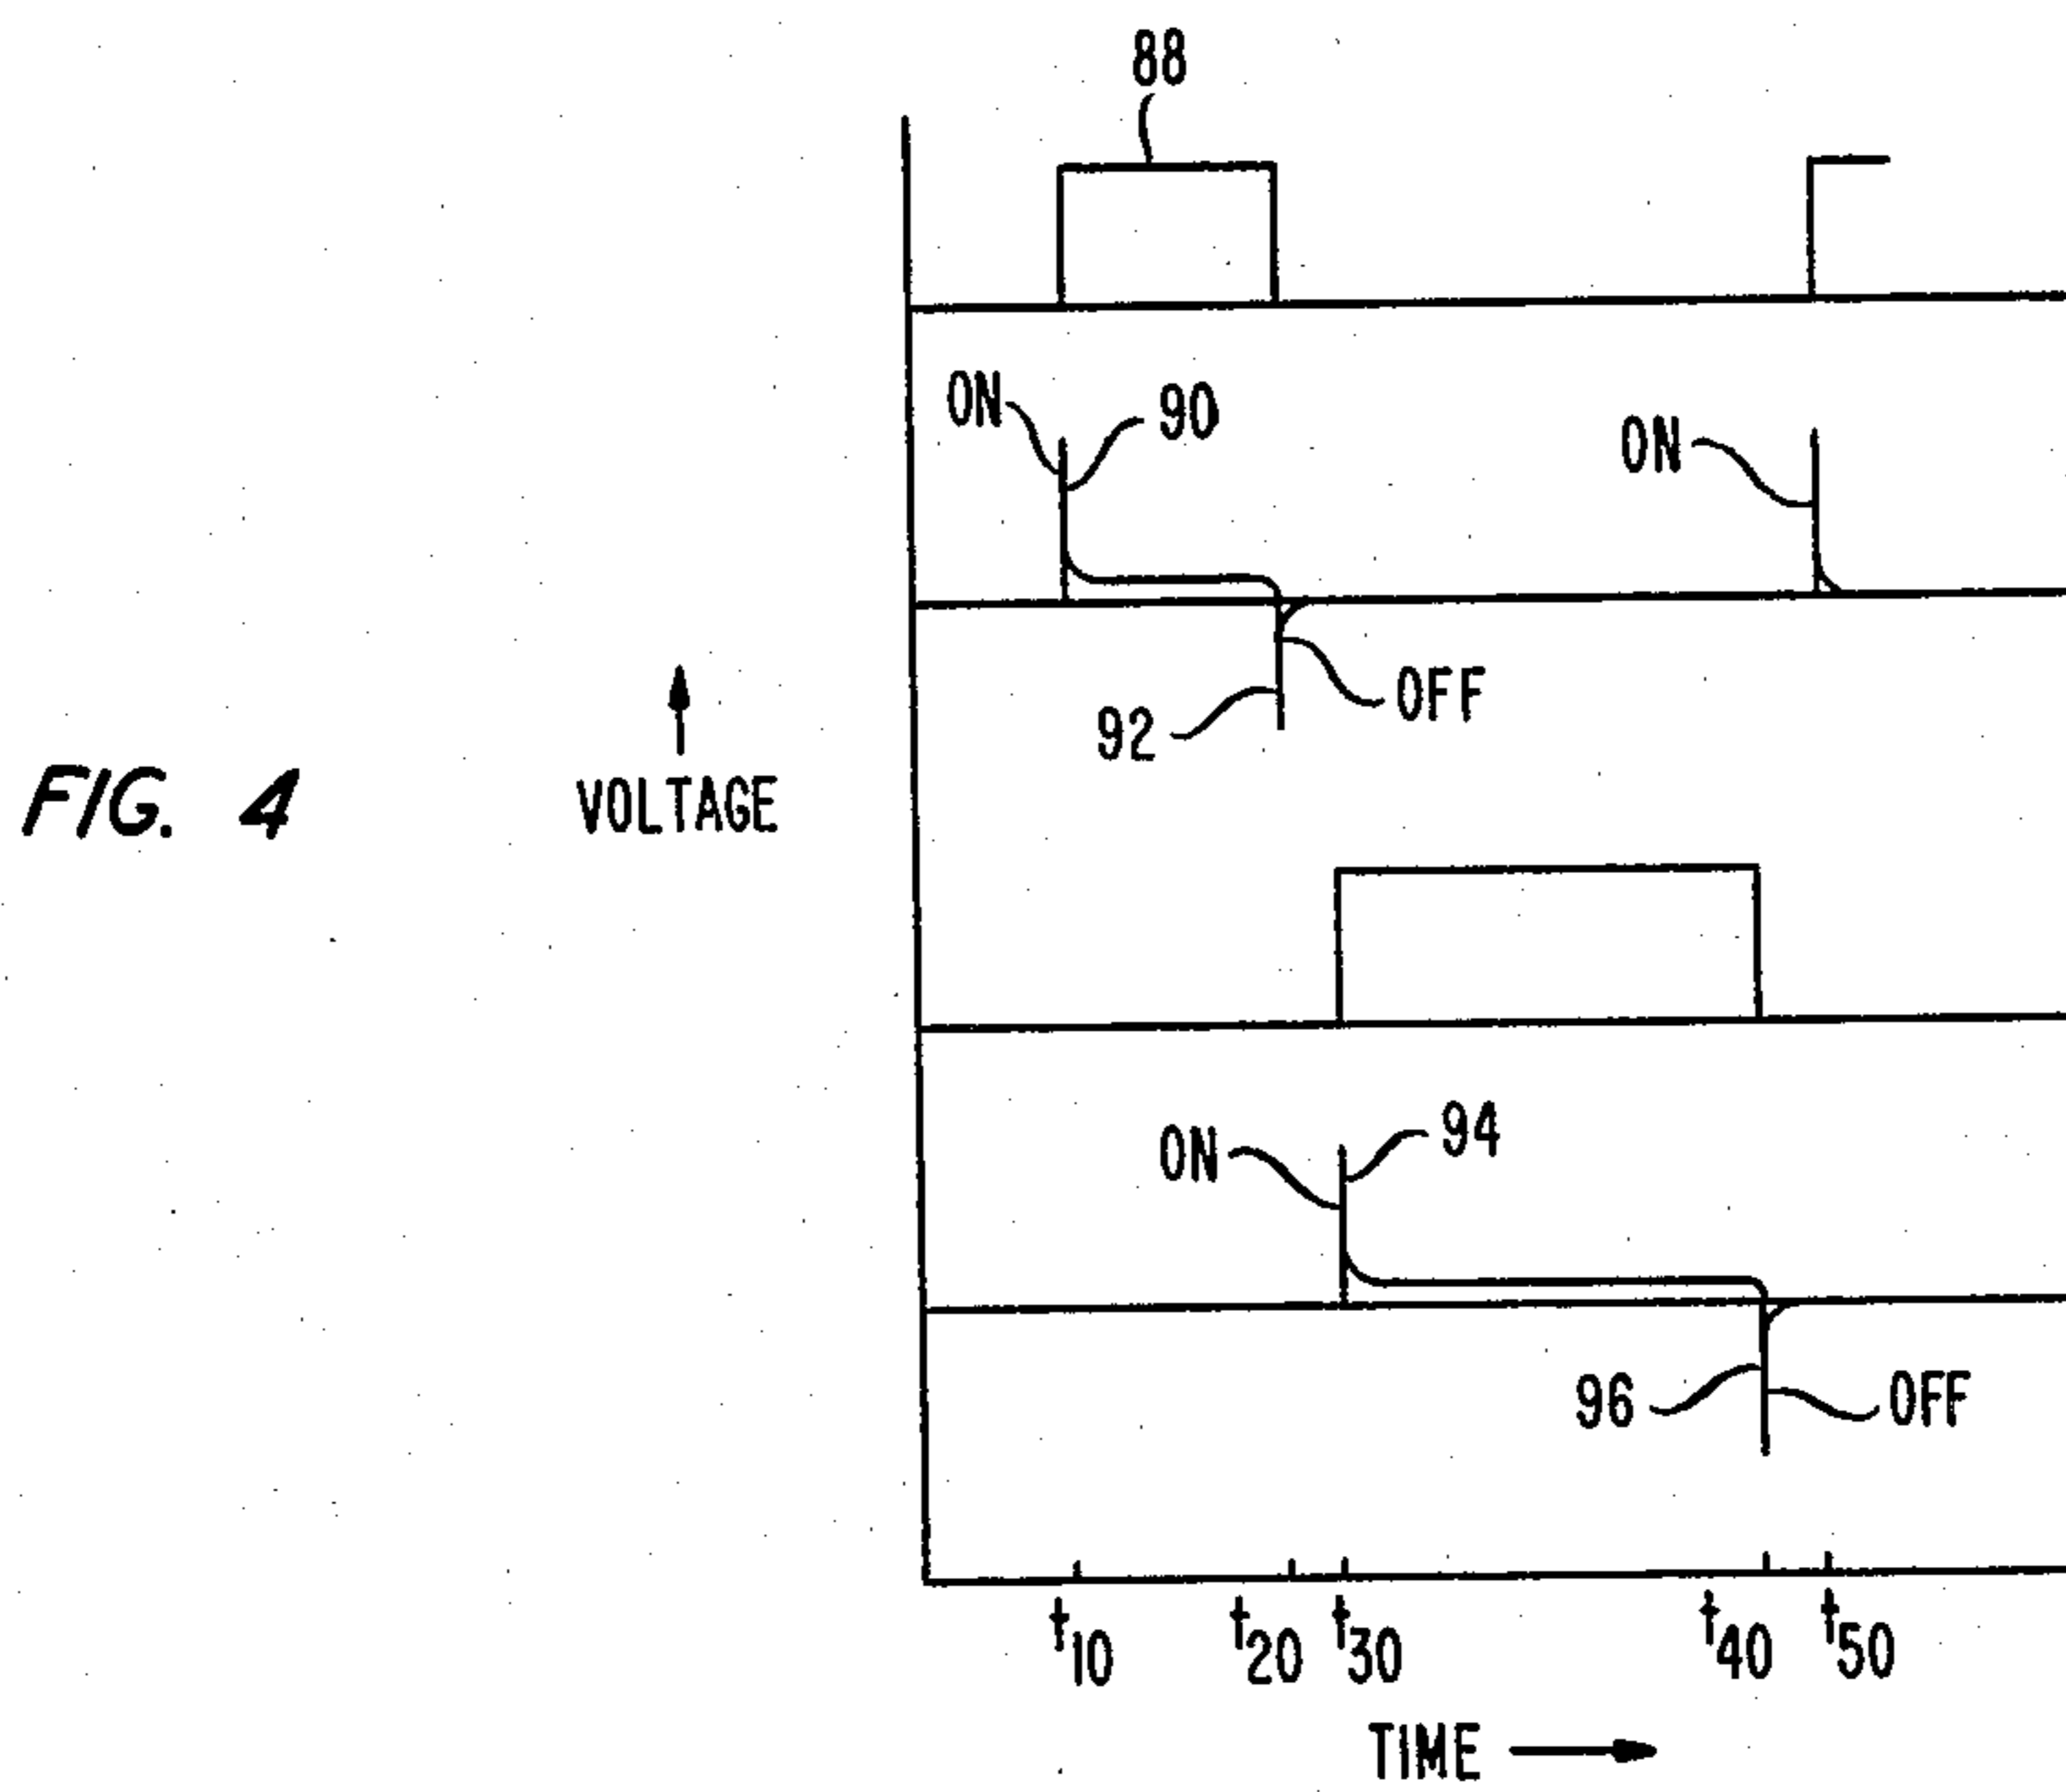 88
ON
90
ON
92
OFF
FIG. 4
VOLTAGE
ON
94
96
OFF
t10
t20
t30
t40
t50
TIME